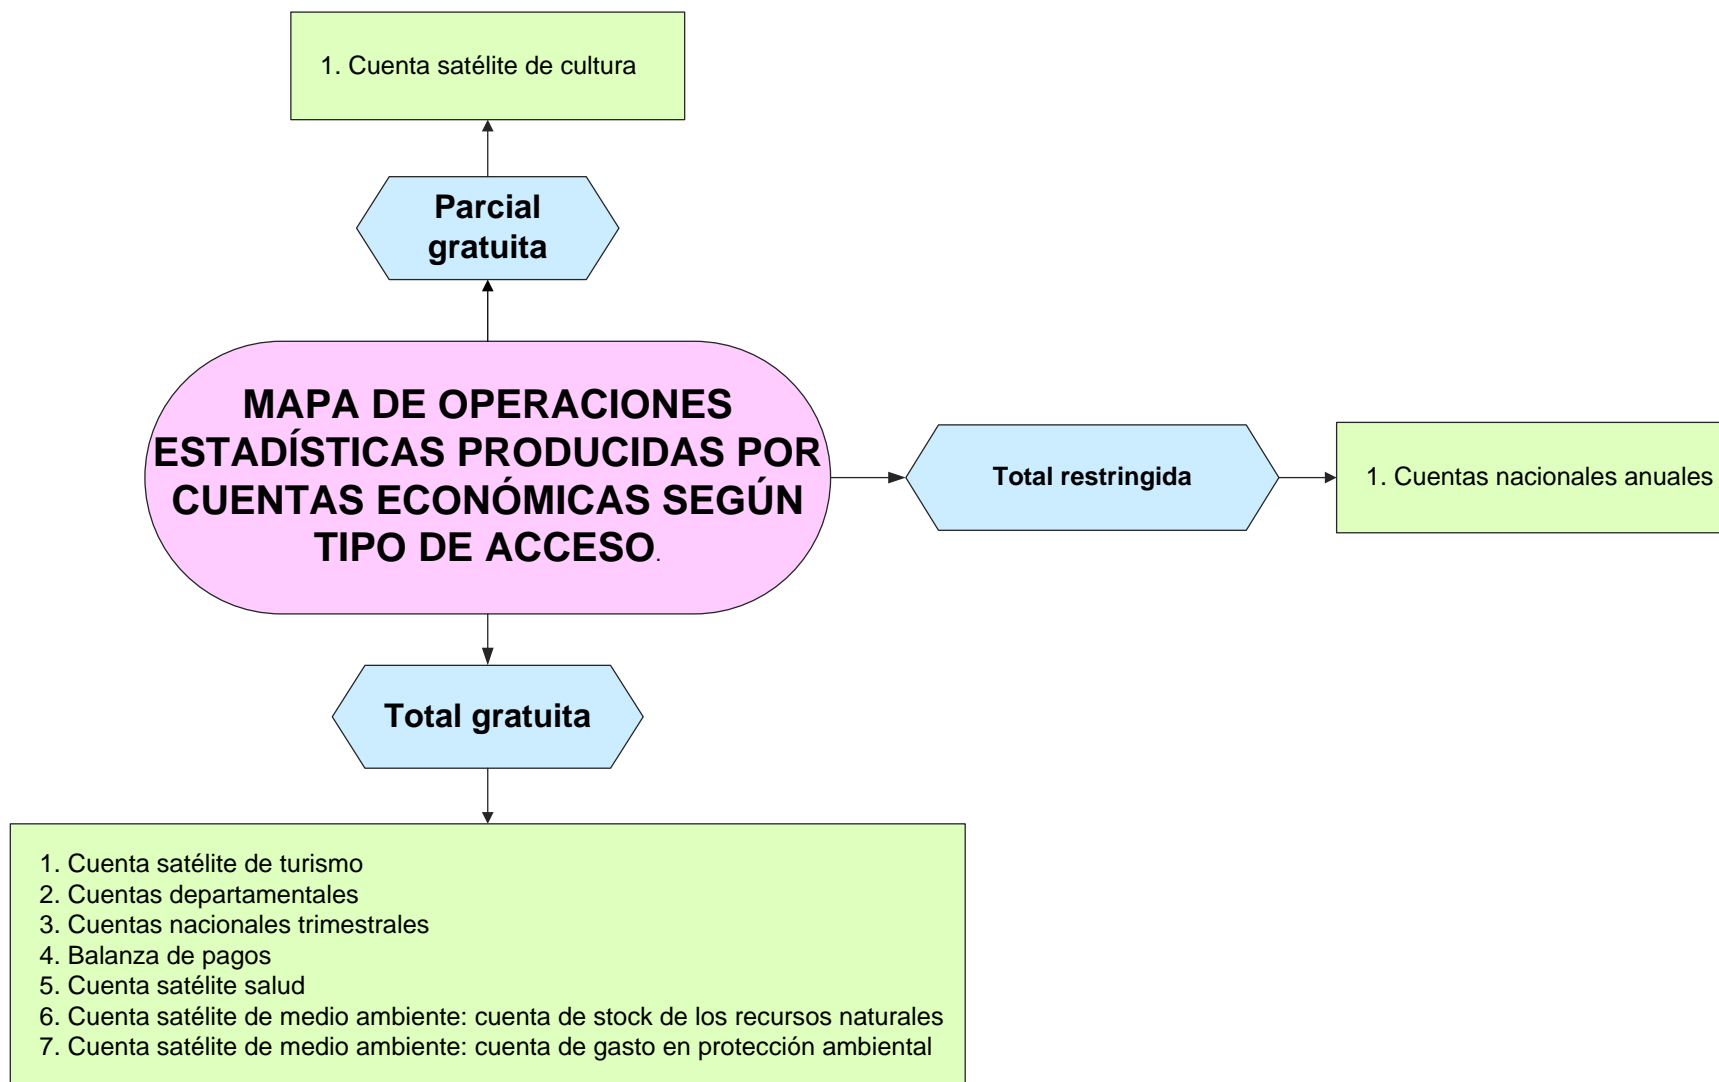 1. Cuenta satélite de cultura
Parcial
gratuita
MAPA DE OPERACIONES
ESTADÍSTICAS PRODUCIDAS POR
CUENTAS ECONÓMICAS SEGÚN
TIPO DE ACCESO.
Total restringida
1. Cuentas nacionales anuales
Total gratuita
1. Cuenta satélite de turismo
2. Cuentas departamentales
3. Cuentas nacionales trimestrales
4. Balanza de pagos
5. Cuenta satélite salud
6. Cuenta satélite de medio ambiente: cuenta de stock de los recursos naturales
7. Cuenta satélite de medio ambiente: cuenta de gasto en protección ambiental